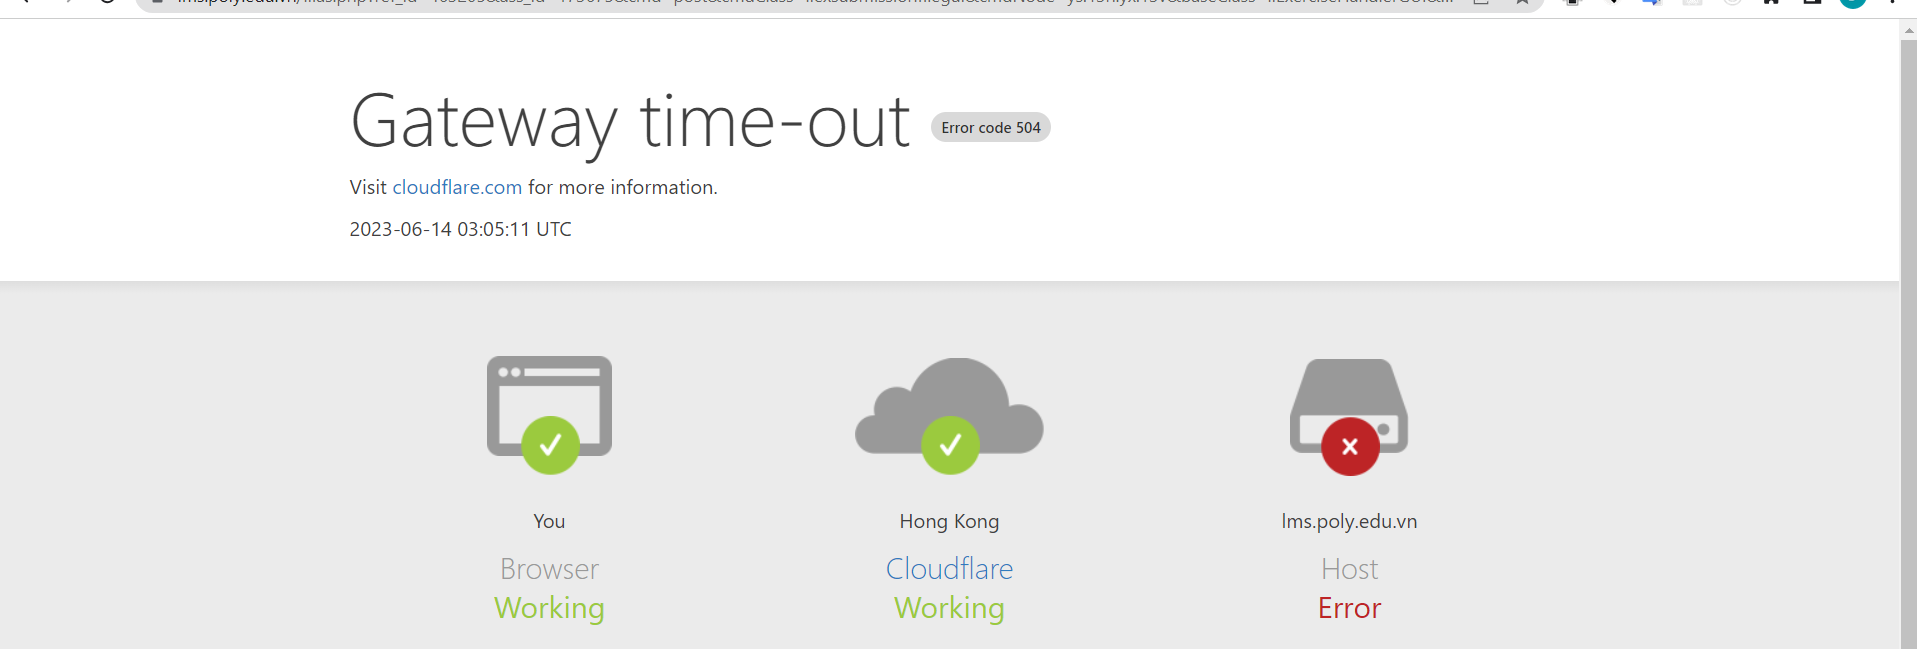 Gateway time-out Error code 504
Visit cloudflare.com for more information.
2023-06-14 03:05:11 UTC
You
Browser
Working
Hong Kong
Cloudflare
Working
lms.poly.edu.vn
Host
Error